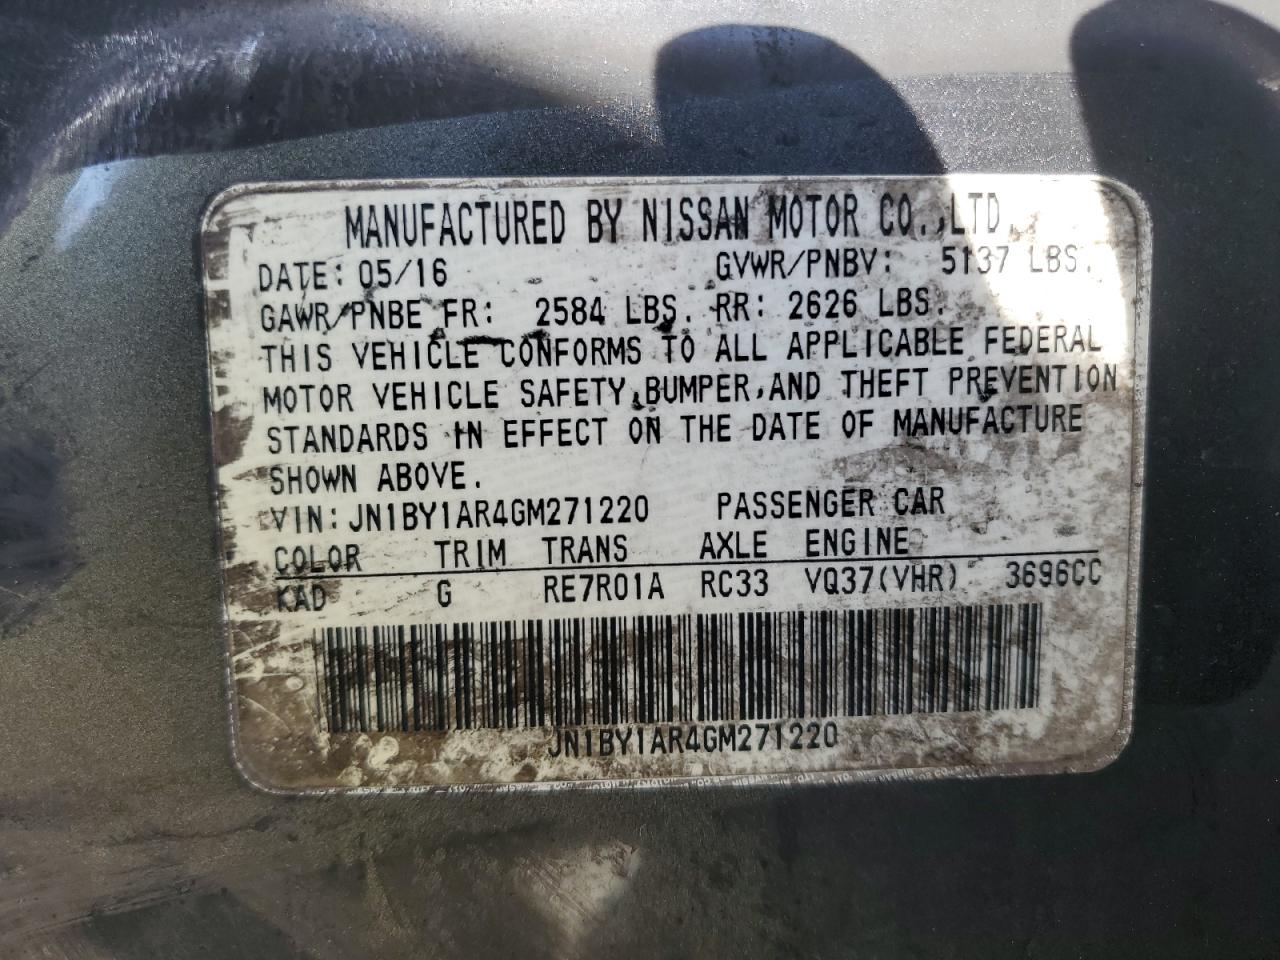 MANUFACTURED BY NISSAN MOTOR CO.,LTD.
DATE: 05/16 GVWR/PNBV: 5137 LBS.
GAWR/PNBE FR: 2584 LBS. RR: 2626 LBS.
THIS VEHICLE CONFORMS TO ALL APPLICABLE FEDERAL
MOTOR VEHICLE SAFETY,BUMPER,AND THEFT PREVENTION
STANDARDS IN EFFECT ON THE DATE OF MANUFACTURE
SHOWN ABOVE.
VIN:JN1BY1AR4GM271220 PASSENGER CAR
COLOR TRIM TRANS AXLE ENGINE
KAD G RE7R01A RC33 VQ37(VHR) 3696CC
JN1BY1AR4GM271220